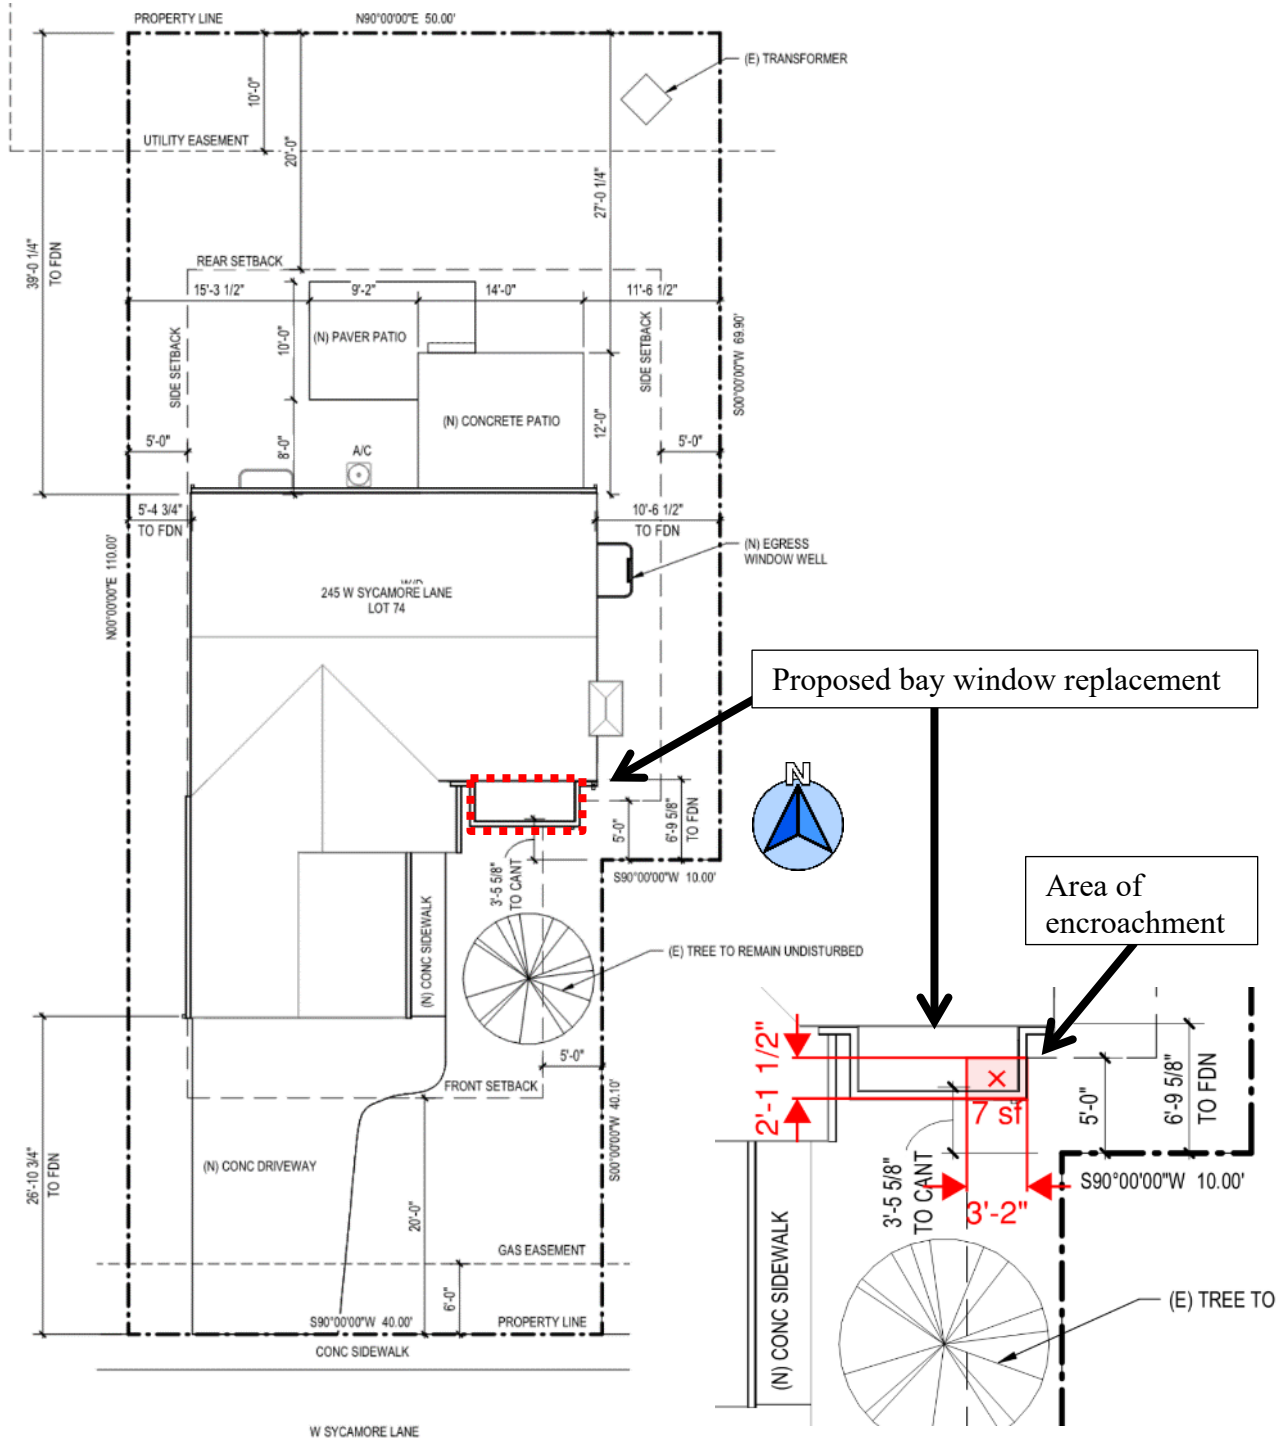 PROPERTY LINE
N90°00'00"E 50.00'
(E) TRANSFORMER
10'-0"
UTILITY EASEMENT
20'-0"
27'-0 1/4"
39'-0 1/4"
TO FDN
REAR SETBACK
15'-3 1/2"
9'-2"
14'-0"
11'-6 1/2"
SIDE SETBACK
10'-0"
(N) PAVER PATIO
SIDE SETBACK
S00°00'00"W 69.90'
(N) CONCRETE PATIO
12'-0"
5'-0"
8'-0"
A/C
5'-0"
5'-4 3/4"
TO FDN
10'-6 1/2"
TO FDN
(N) EGRESS
WINDOW WELL
N00°00'00"E 110.00'
245 W SYCAMORE LANE
LOT 74
Proposed bay window replacement
N
5'-0"
6'-9 5/8"
TO FDN
S90°00'00"W 10.00'
3'-5 5/8"
TO CANT
Area of
encroachment
(N) CONC SIDEWALK
(E) TREE TO REMAIN UNDISTURBED
5'-0"
FRONT SETBACK
S00°00'00"W 40.10'
26'-10 3/4"
TO FDN
(N) CONC DRIVEWAY
20'-0"
GAS EASEMENT
6'-0"
S90°00'00"W 40.00'
PROPERTY LINE
CONC SIDEWALK
W SYCAMORE LANE
2'-1 1/2"
7 sf
5'-0"
6'-9 5/8"
TO FDN
3'-5 5/8"
TO CANT
S90°00'00"W 10.00'
3'-2"
(N) CONC SIDEWALK
(E) TREE TO